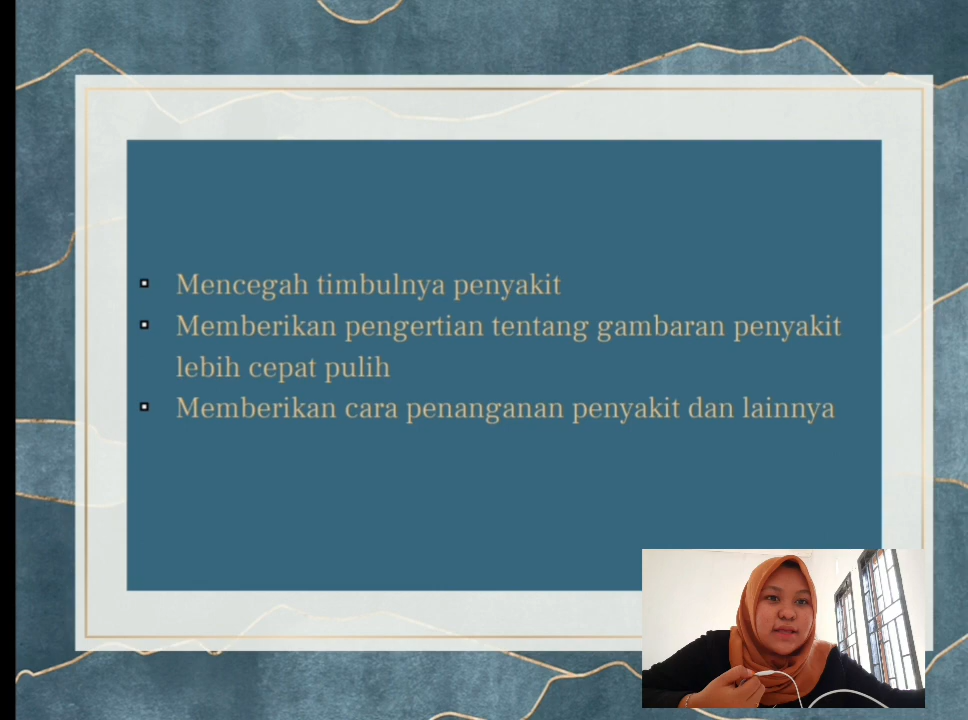 Mencegah timbulnya penyakit
Memberikan pengertian tentang gambaran penyakit
lebih cepat pulih
Memberikan cara penanganan penyakit dan lainnya